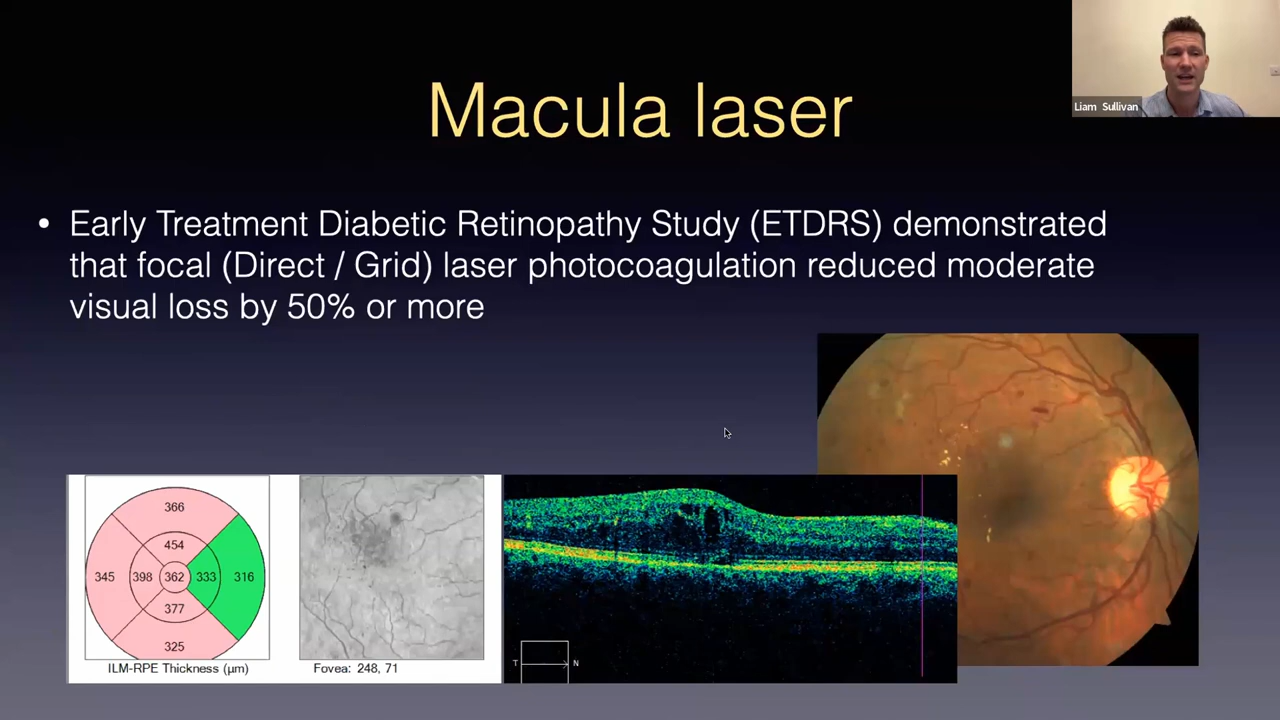 Liam Sullivan
Macula laser
• Early Treatment Diabetic Retinopathy Study (ETDRS) demonstrated
that focal (Direct / Grid) laser photocoagulation reduced moderate
visual loss by 50% or more
366
454
345 398 362 333 316
377
325
ILM-RPE Thickness (μm)
Fovea: 248, 71
T N